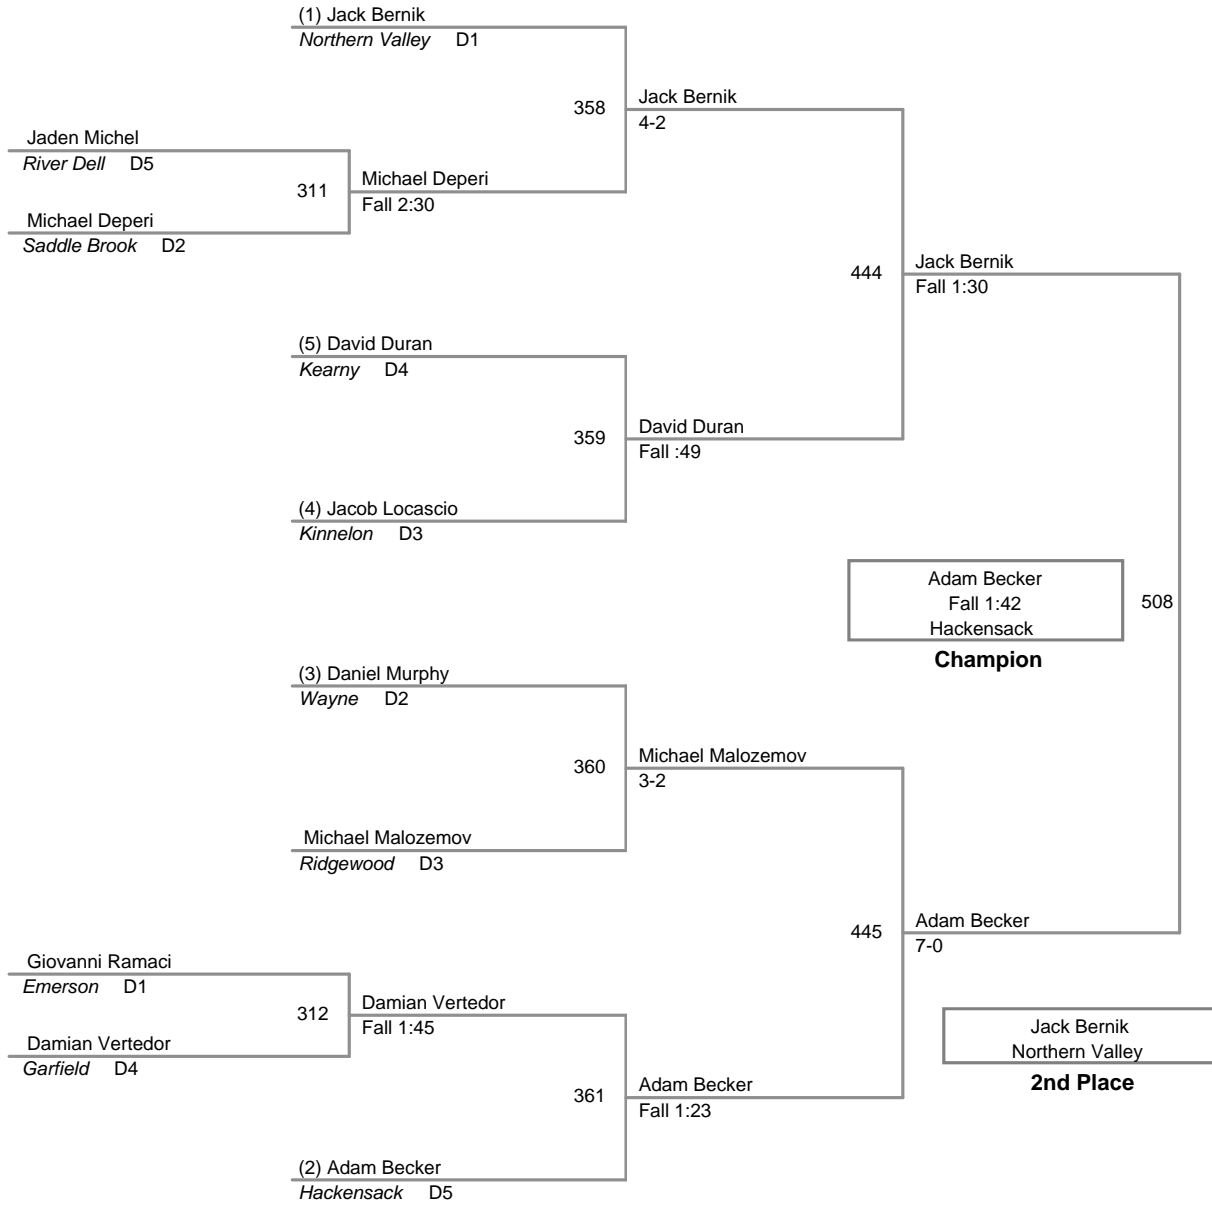 (1) Jack Bernik
Northern Valley D1
358
Jack Bernik
4-2
Jaden Michel
River Dell D5
311
Michael Deperi
Fall 2:30
Michael Deperi
Saddle Brook D2
444
Jack Bernik
Fall 1:30
(5) David Duran
Kearny D4
359
David Duran
Fall :49
(4) Jacob Locascio
Kinnelon D3
Adam Becker
Fall 1:42
Hackensack
Champion
508
(3) Daniel Murphy
Wayne D2
360
Michael Malozemov
3-2
Michael Malozemov
Ridgewood D3
445
Adam Becker
7-0
Giovanni Ramaci
Emerson D1
312
Damian Vertedor
Fall 1:45
Damian Vertedor
Garfield D4
Jack Bernik
Northern Valley
2nd Place
361
Adam Becker
Fall 1:23
(2) Adam Becker
Hackensack D5